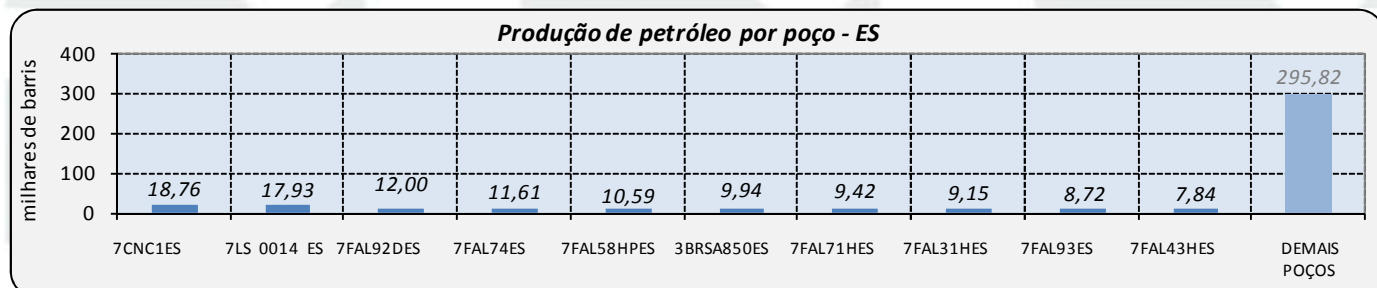 Produção de petróleo por poço - ES
milhares de barris
400
300
200
100
0
18,76 17,93 12,00 11,61 10,59 9,94 9,42 9,15 8,72 7,84 295,82
7CNC1ES 7LS 0014 ES 7FAL92DES 7FAL74ES 7FAL58HPES 3BRSA850ES 7FAL71HES 7FAL31HES 7FAL93ES 7FAL43HES DEMAIS
POÇOS